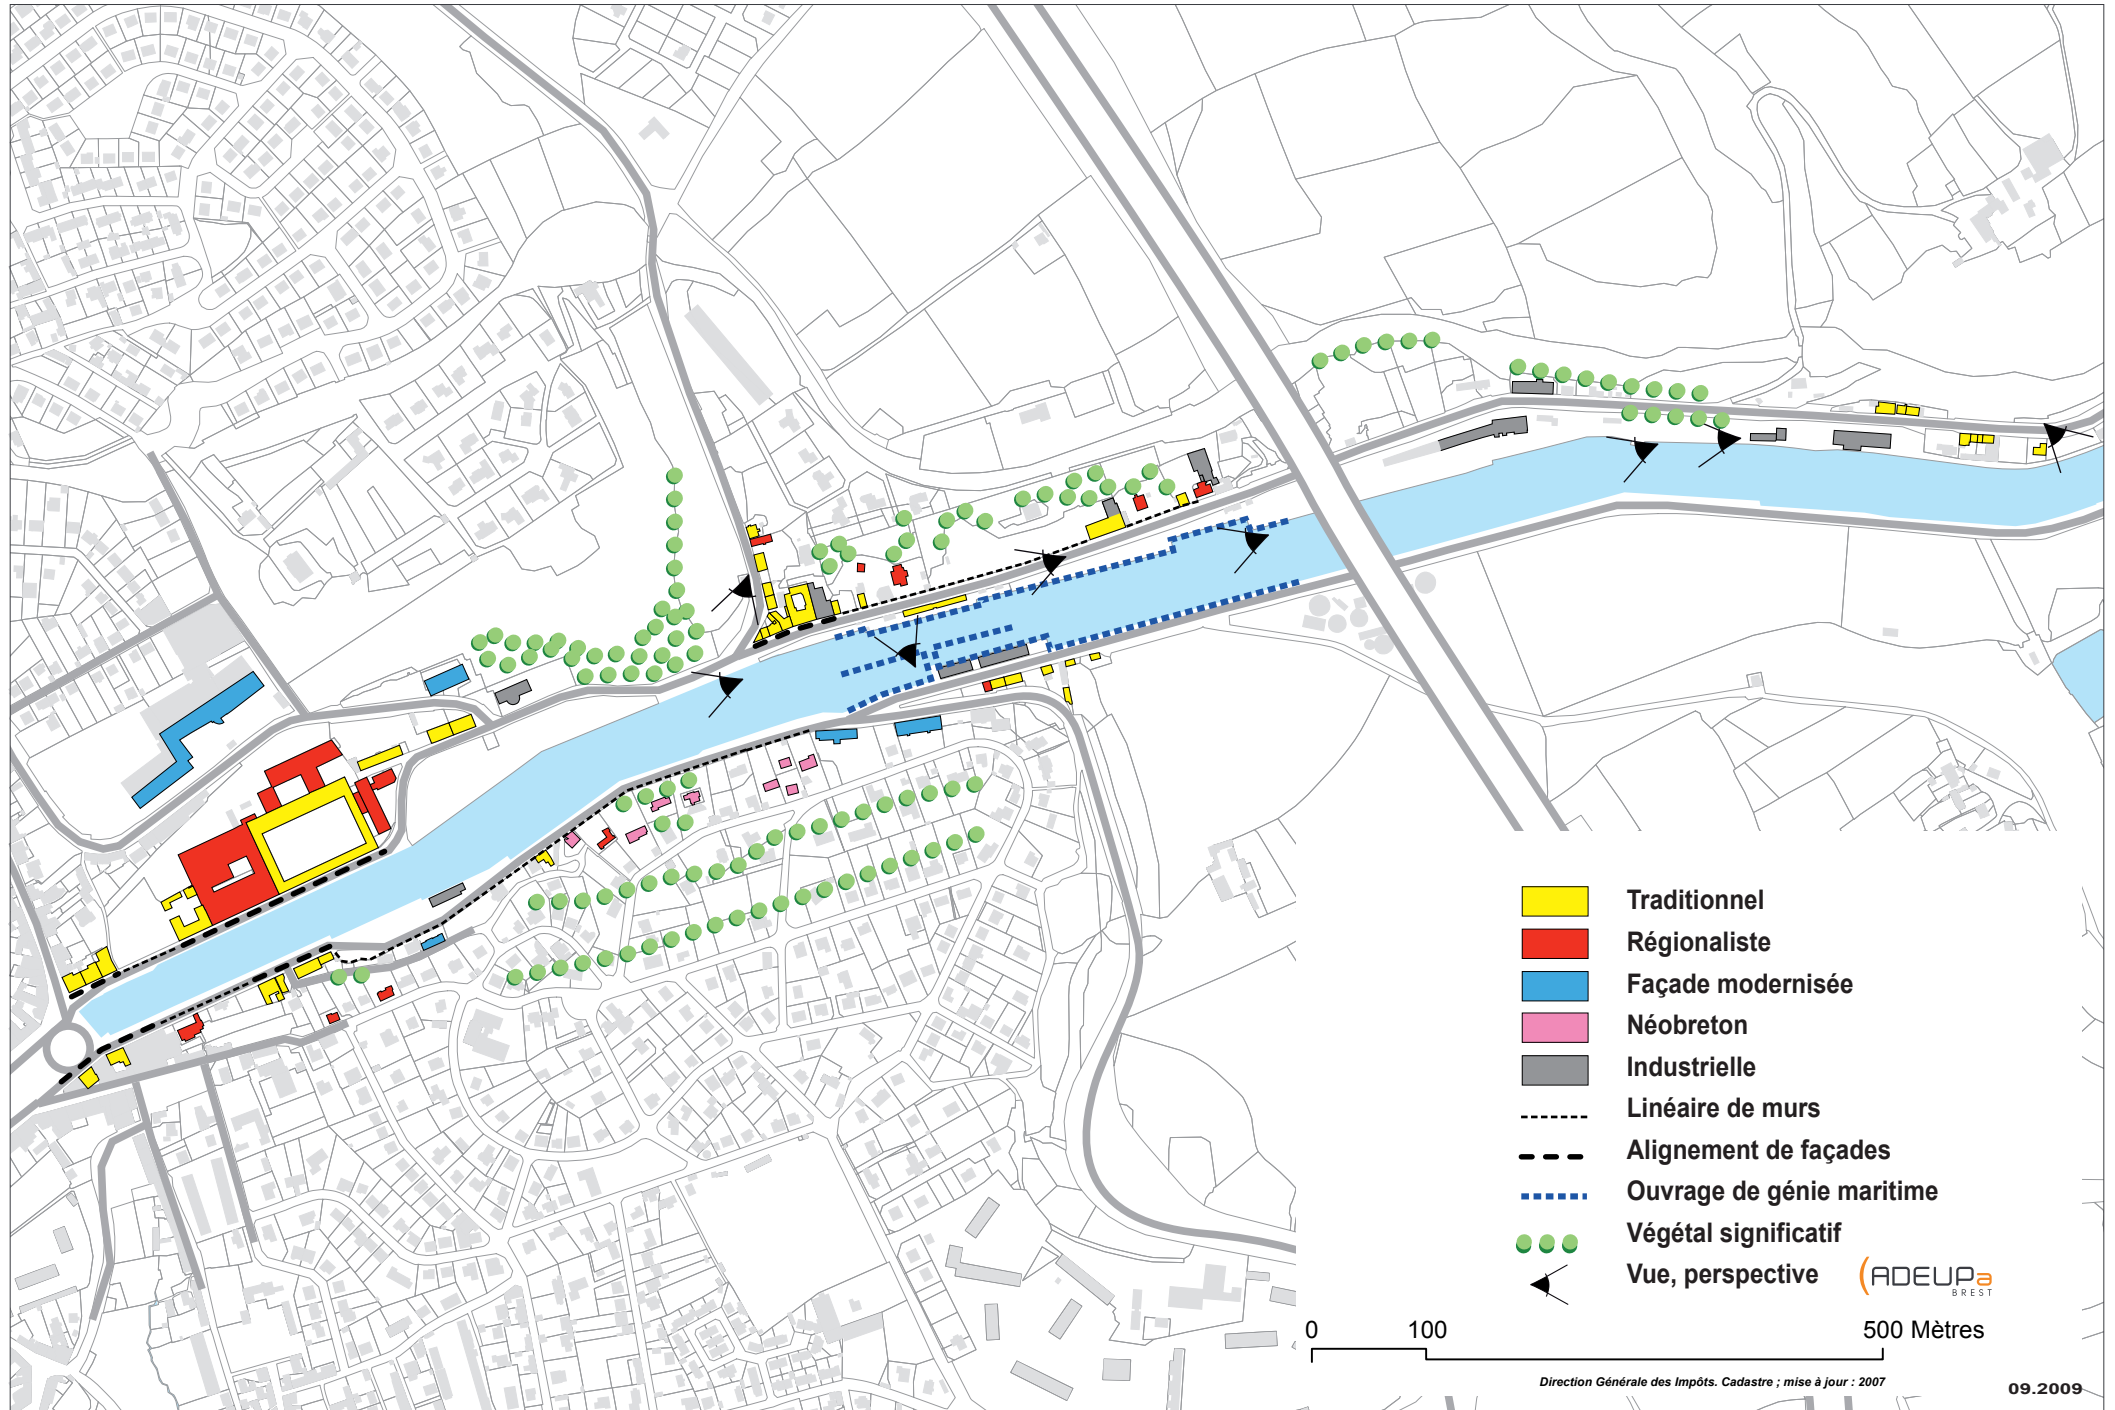 Traditionnel
Régionaliste
Façade modernisée
Néobreton
Industrielle
Linéaire de murs
Alignement de façades
Ouvrage de génie maritime
Végétal significatif
Vue, perspective
ADEUPa
BREST
0 100 500 Mètres
Direction Générale des Impôts. Cadastre ; mise à jour : 2007
09.2009